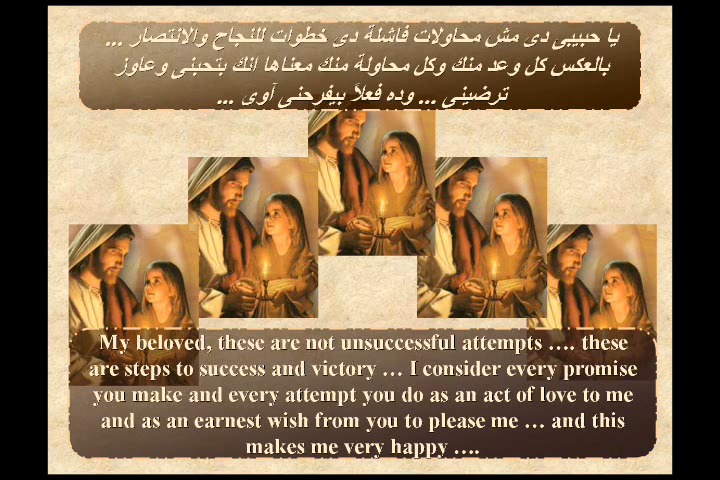 يا حبيبى دى مش محاولات فاشلة دى خطوات للنجاح والانتصار ...
بالعكس كل وعد منك وكل محاولة منك معناها انك بتحبنى وعاوز
ترضينى ... وده فعلاً بيفرحنى آوى ...
My beloved, these are not unsuccessful attempts .... these
are steps to success and victory ... I consider every promise
you make and every attempt you do as an act of love to me
and as an earnest wish from you to please me ... and this
makes me very happy ....